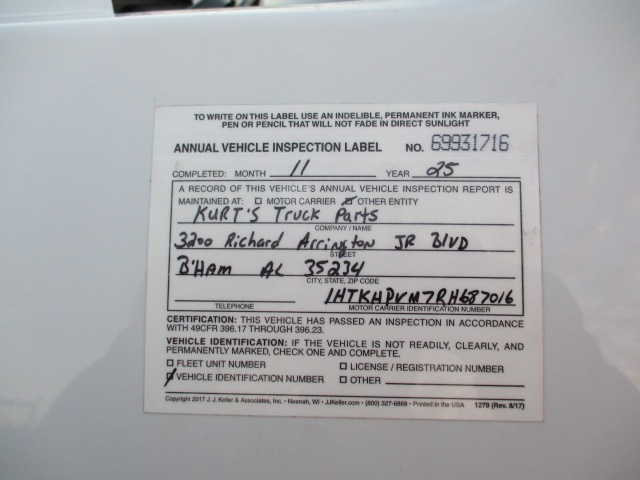 TO WRITE ON THIS LABEL USE AN INDELIBLE, PERMANENT INK MARKER,
PEN OR PENCIL THAT WILL NOT FADE IN DIRECT SUNLIGHT
ANNUAL VEHICLE INSPECTION LABEL NO. 69931716
COMPLETED: MONTH 11 YEAR 25
A RECORD OF THIS VEHICLE'S ANNUAL VEHICLE INSPECTION REPORT IS
MAINTAINED AT: ☐ MOTOR CARRIER ☑ OTHER ENTITY
KURT'S Truck Parts
COMPANY / NAME
3200 Richard Arrington JR Blvd
STREET
B'HAM AL 35234
CITY, STATE, ZIP CODE
1HTKHPVM7RH687016
TELEPHONE MOTOR CARRIER IDENTIFICATION NUMBER
CERTIFICATION: THIS VEHICLE HAS PASSED AN INSPECTION IN ACCORDANCE
WITH 49CFR 396.17 THROUGH 396.23.
VEHICLE IDENTIFICATION: IF THE VEHICLE IS NOT READILY, CLEARLY, AND
PERMANENTLY MARKED, CHECK ONE AND COMPLETE.
☐ FLEET UNIT NUMBER ☐ LICENSE / REGISTRATION NUMBER
☑ VEHICLE IDENTIFICATION NUMBER ☐ OTHER
Copyright 2017 J. J. Keller & Associates, Inc. • Neenah, WI • JJKeller.com • (800) 327-6868 • Printed in the USA 1279 (Rev. 8/17)